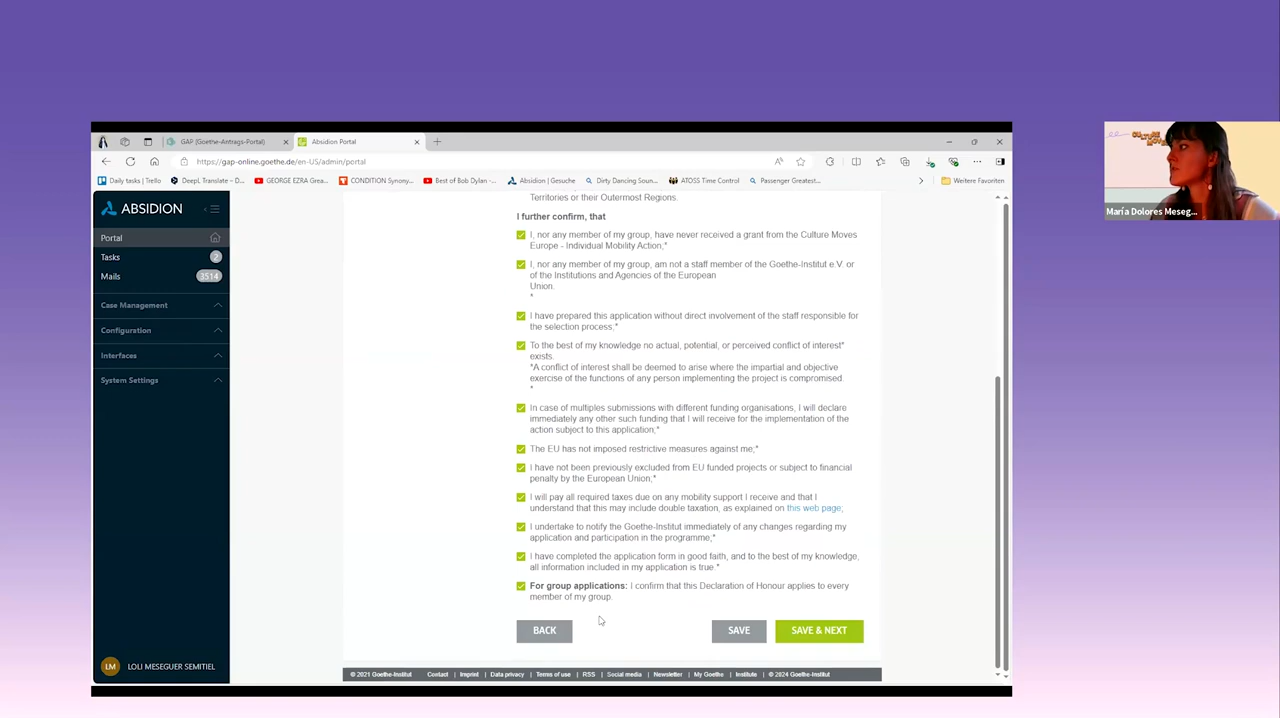 GAP (Goethe-Antrags-Portal)
Absidion Portal
https://gap-online.goethe.de/en-US/admin/portal
Daily tasks | Trello
DeepL Translate – D...
GEORGE EZRA Grea...
CONDITION Synony...
Best of Bob Dylan -...
Absidion | Gesuche
Dirty Dancing Soun...
ATOSS Time Control
Passenger Greatest...
Weitere Favoriten
ABSIDION
Portal
Tasks
2
Mails
3514
Case Management
Configuration
Interfaces
System Settings
LM
LOLI MESEGUER SEMITIEL
Territories or their Outermost Regions.
I further confirm, that
I, nor any member of my group, have never received a grant from the Culture Moves
Europe - Individual Mobility Action;*
I, nor any member of my group, am not a staff member of the Goethe-Institut e.V. or
of the Institutions and Agencies of the European
Union.
*
I have prepared this application without direct involvement of the staff responsible for
the selection process;*
To the best of my knowledge no actual, potential, or perceived conflict of interest*
exists.
*A conflict of interest shall be deemed to arise where the impartial and objective
exercise of the functions of any person implementing the project is compromised.
*
In case of multiples submissions with different funding organisations, I will declare
immediately any other such funding that I will receive for the implementation of the
action subject to this application;*
The EU has not imposed restrictive measures against me;*
I have not been previously excluded from EU funded projects or subject to financial
penalty by the European Union;*
I will pay all required taxes due on any mobility support I receive and that I
understand that this may include double taxation, as explained on this web page;
I undertake to notify the Goethe-Institut immediately of any changes regarding my
application and participation in the programme;*
I have completed the application form in good faith, and to the best of my knowledge,
all information included in my application is true.*
For group applications: I confirm that this Declaration of Honour applies to every
member of my group.
BACK
SAVE
SAVE & NEXT
© 2021 Goethe-Institut
Contact | Imprint | Data privacy | Terms of use | RSS | Social media | Newsletter | My Goethe | Institute | © 2024 Goethe-Institut
CULTURE
MOVES
María Dolores Meseg...